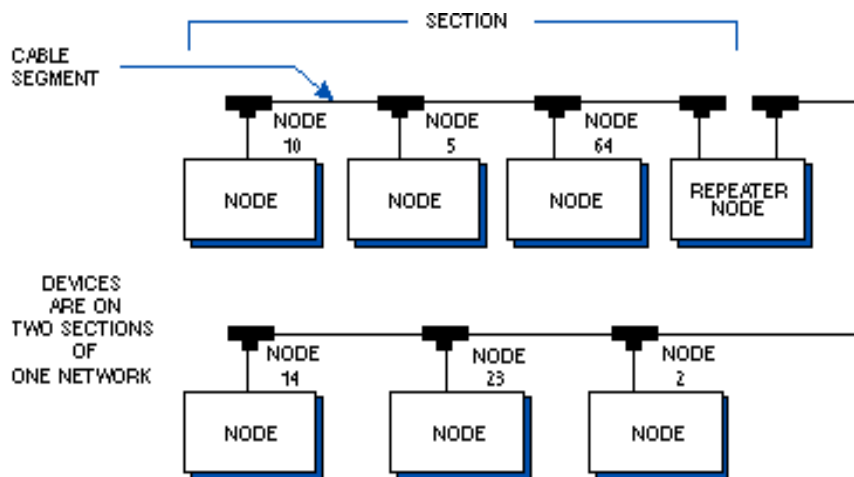 SECTION
CABLE
SEGMENT
NODE
10
NODE
5
NODE
64
NODE
NODE
NODE
REPEATER
NODE
DEVICES
ARE ON
TWO SECTIONS
OF
ONE NETWORK
NODE
14
NODE
23
NODE
2
NODE
NODE
NODE